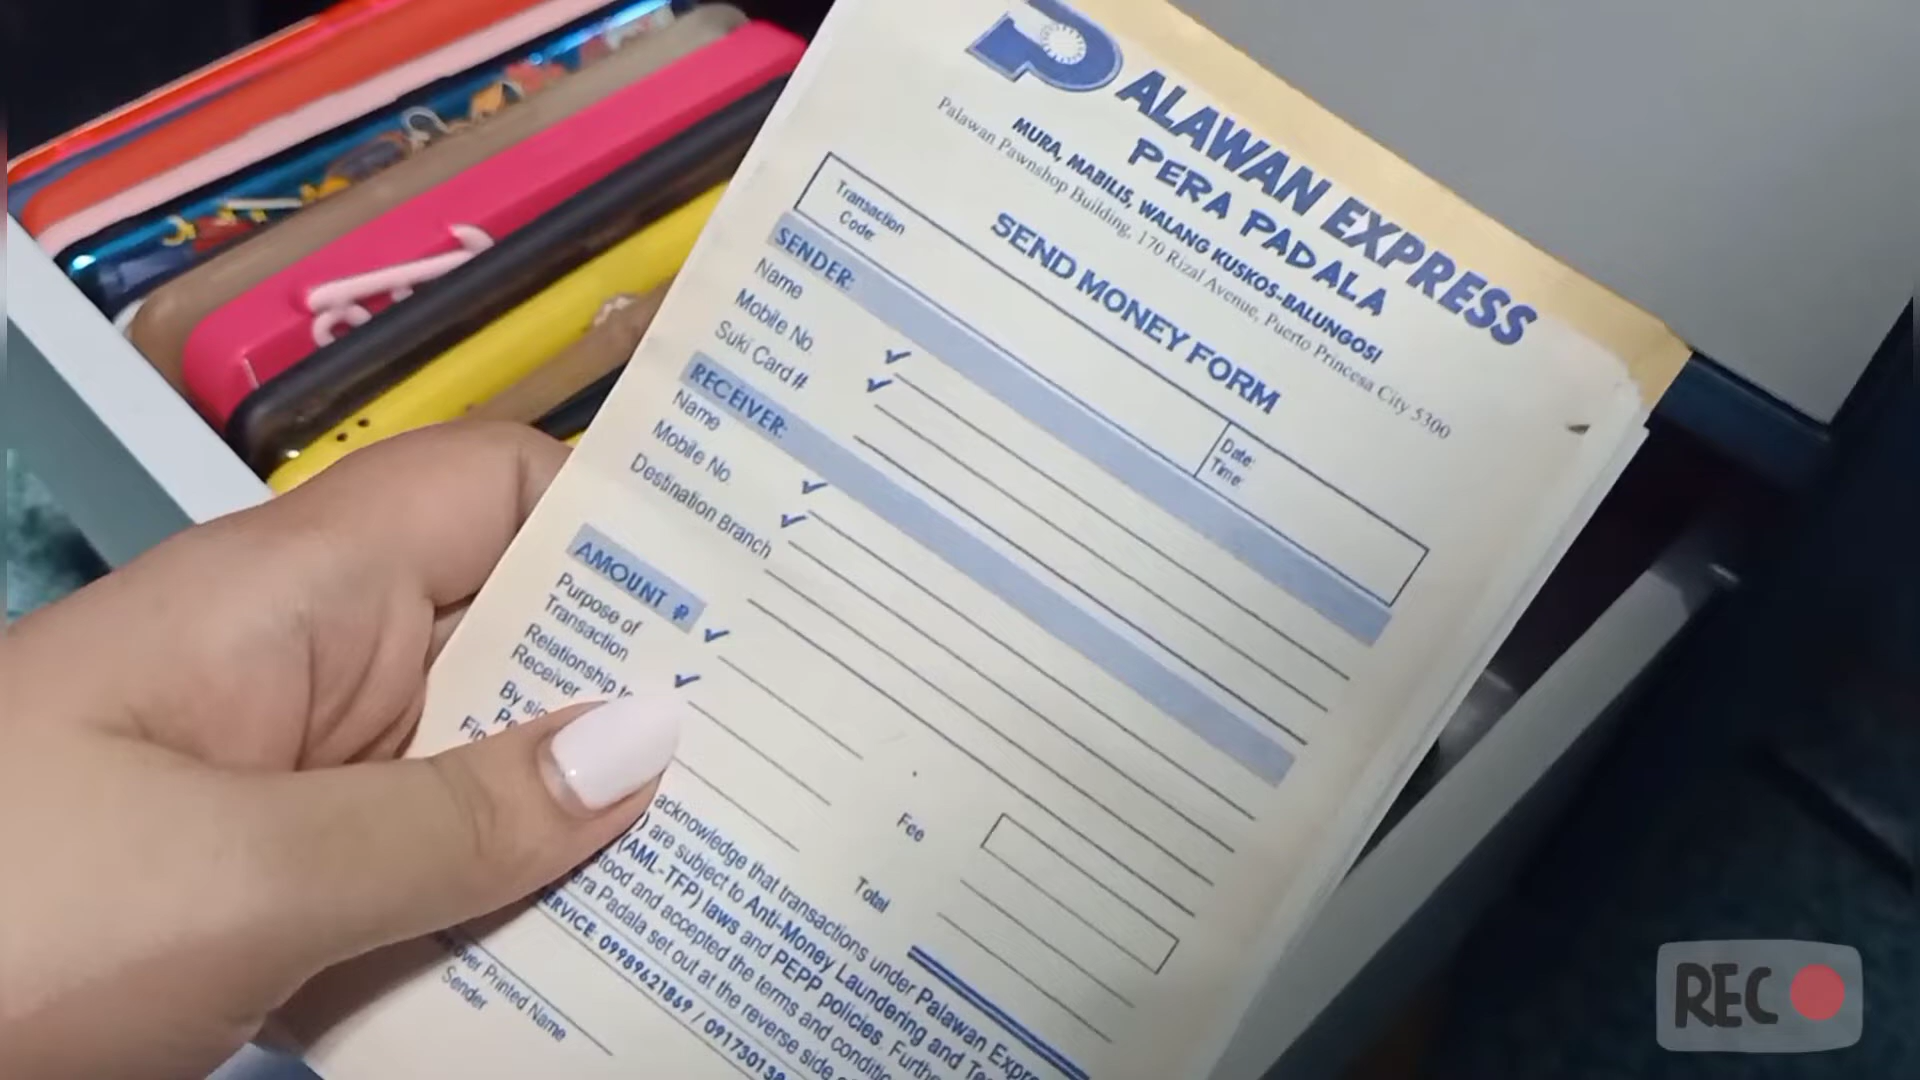 PALAWAN EXPRESS
PERA PADALA
MURA, MABILIS, WALANG KUSKOS-BALUNGOS!
Palawan Pawnshop Building, 170 Rizal Avenue, Puerto Princesa City 5300
SEND MONEY FORM
Transaction
Code:
Date:
Time:
SENDER:
Name
Mobile No.
Suki Card #
RECEIVER:
Name
Mobile No.
Destination Branch
AMOUNT ₱
Purpose of
Transaction
Relationship to
Receiver
Fee
Total
By
acknowledge that transactions under Palawan
are subject to Anti-Money Laundering and
(AML-TFP) laws and PEPP policies.
and accepted the terms and
Padala set out at the reverse side
09989621869 /
over Printed Name
Sender
REC